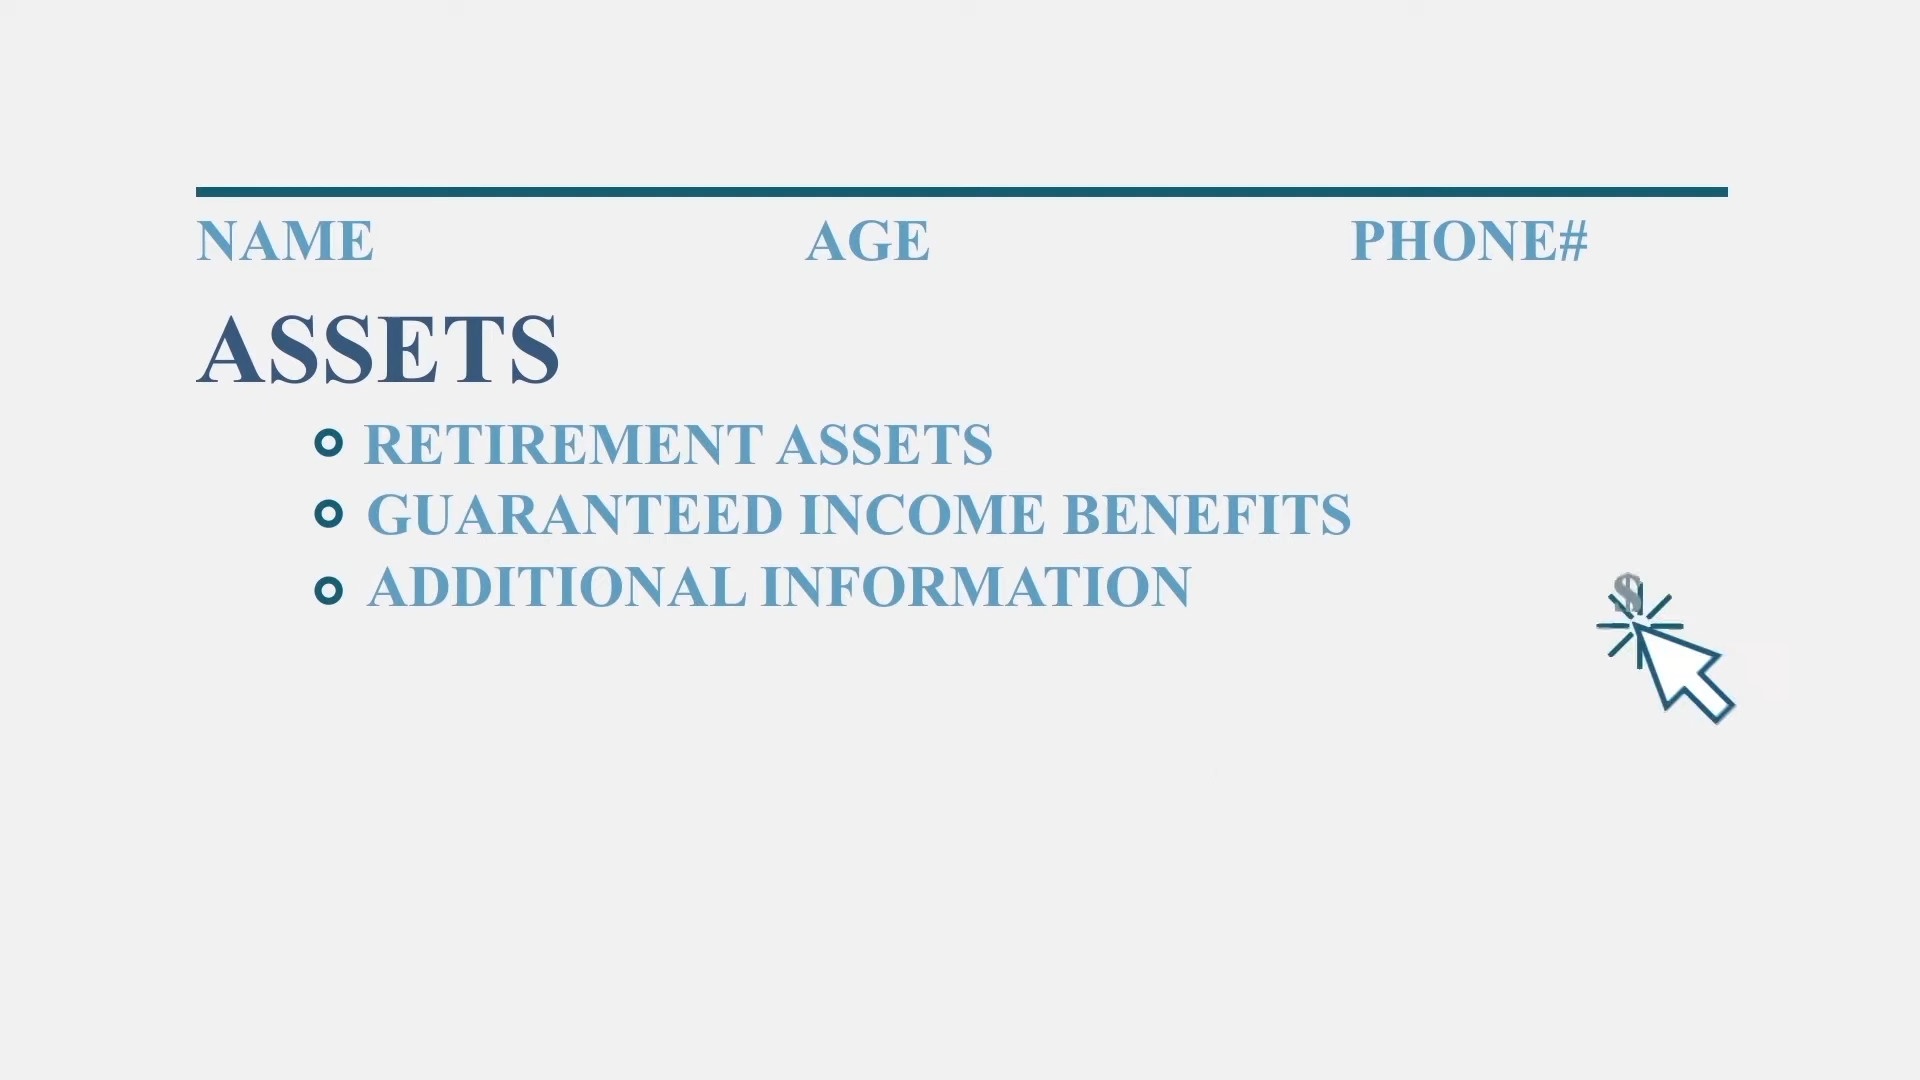 NAME AGE PHONE#
ASSETS
RETIREMENT ASSETS
GUARANTEED INCOME BENEFITS
ADDITIONAL INFORMATION
$